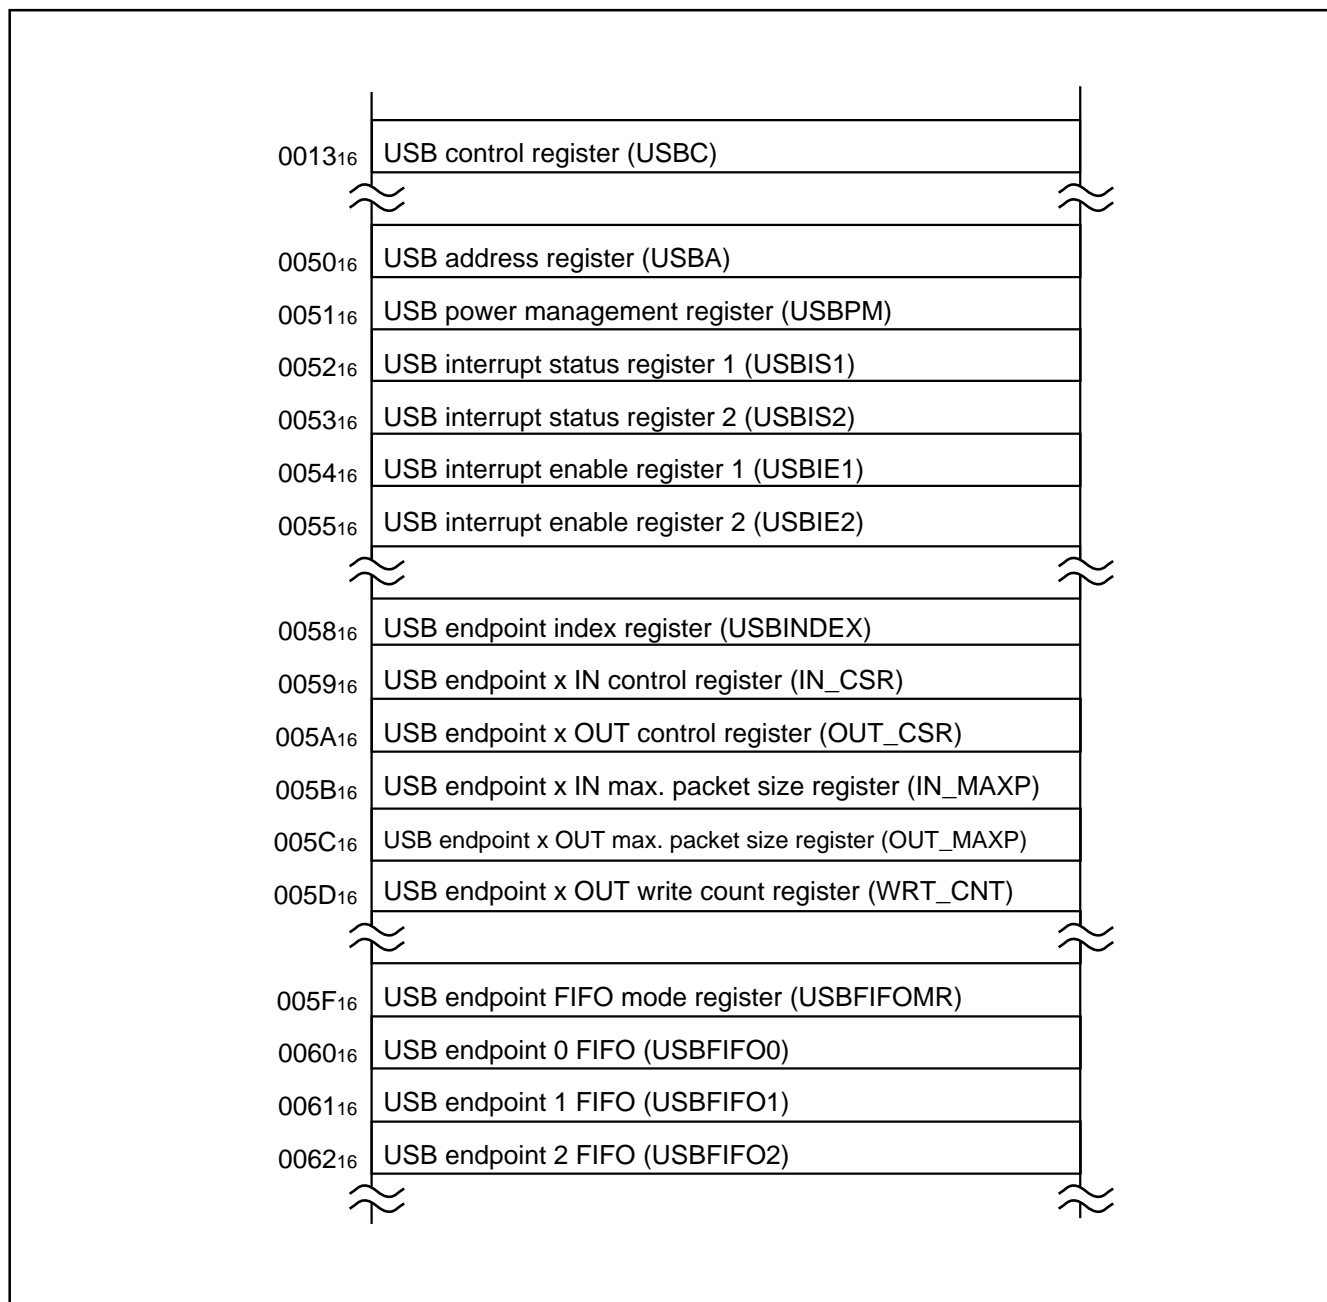 0013₁₆ USB control register (USBC)
0050₁₆ USB address register (USBA)
0051₁₆ USB power management register (USBPM)
0052₁₆ USB interrupt status register 1 (USBIS1)
0053₁₆ USB interrupt status register 2 (USBIS2)
0054₁₆ USB interrupt enable register 1 (USBIE1)
0055₁₆ USB interrupt enable register 2 (USBIE2)
0058₁₆ USB endpoint index register (USBINDEX)
0059₁₆ USB endpoint x IN control register (IN_CSR)
005A₁₆ USB endpoint x OUT control register (OUT_CSR)
005B₁₆ USB endpoint x IN max. packet size register (IN_MAXP)
005C₁₆ USB endpoint x OUT max. packet size register (OUT_MAXP)
005D₁₆ USB endpoint x OUT write count register (WRT_CNT)
005F₁₆ USB endpoint FIFO mode register (USBFIFOMR)
0060₁₆ USB endpoint 0 FIFO (USBFIFO0)
0061₁₆ USB endpoint 1 FIFO (USBFIFO1)
0062₁₆ USB endpoint 2 FIFO (USBFIFO2)